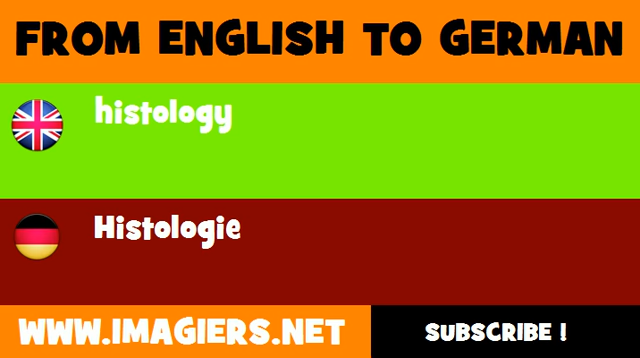 FROM ENGLISH TO GERMAN
histology
Histologie
WWW.IMAGIERS.NET
SUBSCRIBE !